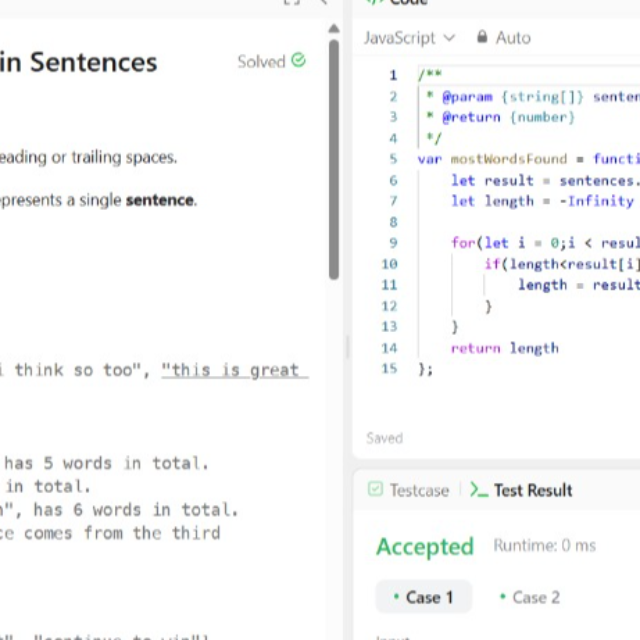 Code
in Sentences
Solved
JavaScript
Auto
eading or trailing spaces.
presents a single sentence.
1 /**
2 * @param {string[]} senten
3 * @return {number}
4 */
5 var mostWordsFound = functi
6 let result = sentences.
7 let length = -Infinity
8
9 for(let i = 0;i < resul
10 if(length<result[i]
11 length = result
12 }
13 }
14 return length
15 };
i think so too", "this is great
Saved
has 5 words in total.
in total.
n", has 6 words in total.
ce comes from the third
Testcase
Test Result
Accepted
Runtime: 0 ms
Case 1
Case 2